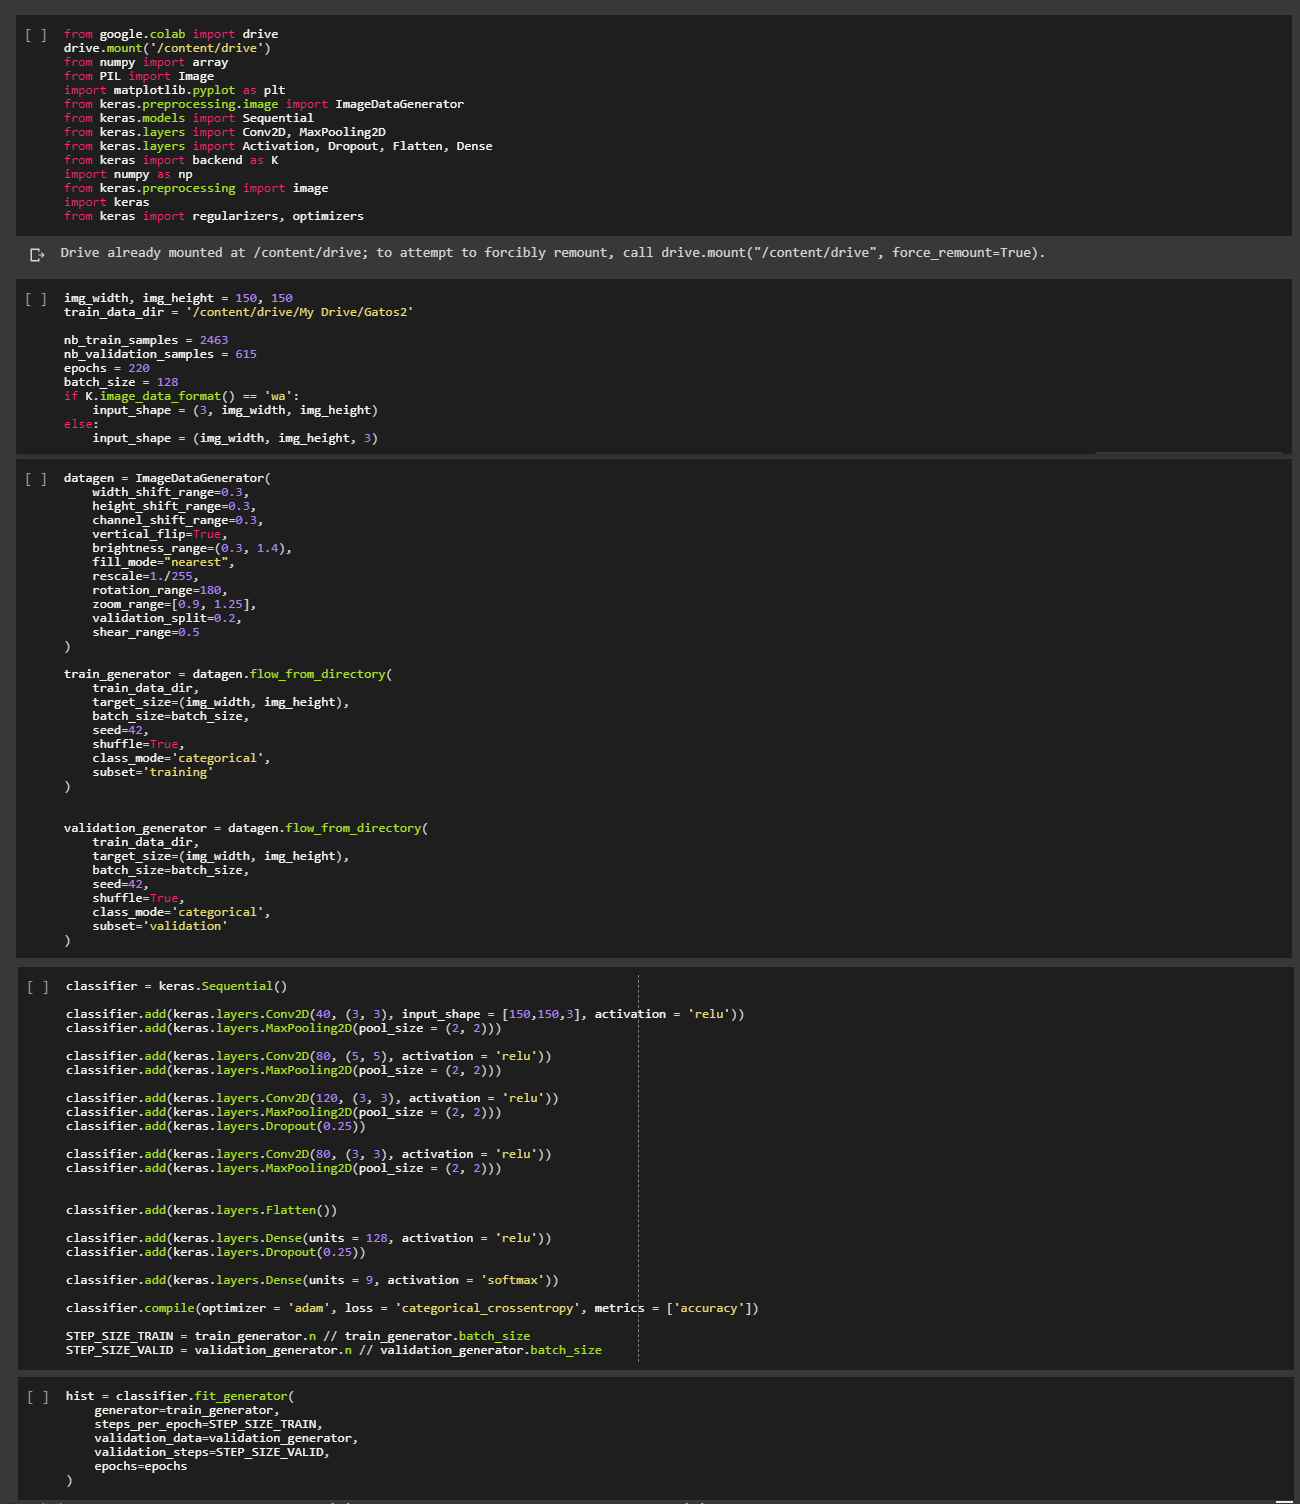 [ ] from google.colab import drive
drive.mount('/content/drive')
from numpy import array
from PIL import Image
import matplotlib.pyplot as plt
from keras.preprocessing.image import ImageDataGenerator
from keras.models import Sequential
from keras.layers import Conv2D, MaxPooling2D
from keras.layers import Activation, Dropout, Flatten, Dense
from keras import backend as K
import numpy as np
from keras.preprocessing import image
import keras
from keras import regularizers, optimizers
Drive already mounted at /content/drive; to attempt to forcibly remount, call drive.mount("/content/drive", force_remount=True).
[ ] img_width, img_height = 150, 150
train_data_dir = '/content/drive/My Drive/Gatos2'
nb_train_samples = 2463
nb_validation_samples = 615
epochs = 220
batch_size = 128
if K.image_data_format() == 'wa':
    input_shape = (3, img_width, img_height)
else:
    input_shape = (img_width, img_height, 3)
[ ] datagen = ImageDataGenerator(
    width_shift_range=0.3,
    height_shift_range=0.3,
    channel_shift_range=0.3,
    vertical_flip=True,
    brightness_range=(0.3, 1.4),
    fill_mode="nearest",
    rescale=1./255,
    rotation_range=180,
    zoom_range=[0.9, 1.25],
    validation_split=0.2,
    shear_range=0.5
)
train_generator = datagen.flow_from_directory(
    train_data_dir,
    target_size=(img_width, img_height),
    batch_size=batch_size,
    seed=42,
    shuffle=True,
    class_mode='categorical',
    subset='training'
)
validation_generator = datagen.flow_from_directory(
    train_data_dir,
    target_size=(img_width, img_height),
    batch_size=batch_size,
    seed=42,
    shuffle=True,
    class_mode='categorical',
    subset='validation'
)
[ ] classifier = keras.Sequential()
classifier.add(keras.layers.Conv2D(40, (3, 3), input_shape = [150,150,3], activation = 'relu'))
classifier.add(keras.layers.MaxPooling2D(pool_size = (2, 2)))
classifier.add(keras.layers.Conv2D(80, (5, 5), activation = 'relu'))
classifier.add(keras.layers.MaxPooling2D(pool_size = (2, 2)))
classifier.add(keras.layers.Conv2D(120, (3, 3), activation = 'relu'))
classifier.add(keras.layers.MaxPooling2D(pool_size = (2, 2)))
classifier.add(keras.layers.Dropout(0.25))
classifier.add(keras.layers.Conv2D(80, (3, 3), activation = 'relu'))
classifier.add(keras.layers.MaxPooling2D(pool_size = (2, 2)))
classifier.add(keras.layers.Flatten())
classifier.add(keras.layers.Dense(units = 128, activation = 'relu'))
classifier.add(keras.layers.Dropout(0.25))
classifier.add(keras.layers.Dense(units = 9, activation = 'softmax'))
classifier.compile(optimizer = 'adam', loss = 'categorical_crossentropy', metrics = ['accuracy'])
STEP_SIZE_TRAIN = train_generator.n // train_generator.batch_size
STEP_SIZE_VALID = validation_generator.n // validation_generator.batch_size
[ ] hist = classifier.fit_generator(
    generator=train_generator,
    steps_per_epoch=STEP_SIZE_TRAIN,
    validation_data=validation_generator,
    validation_steps=STEP_SIZE_VALID,
    epochs=epochs
)